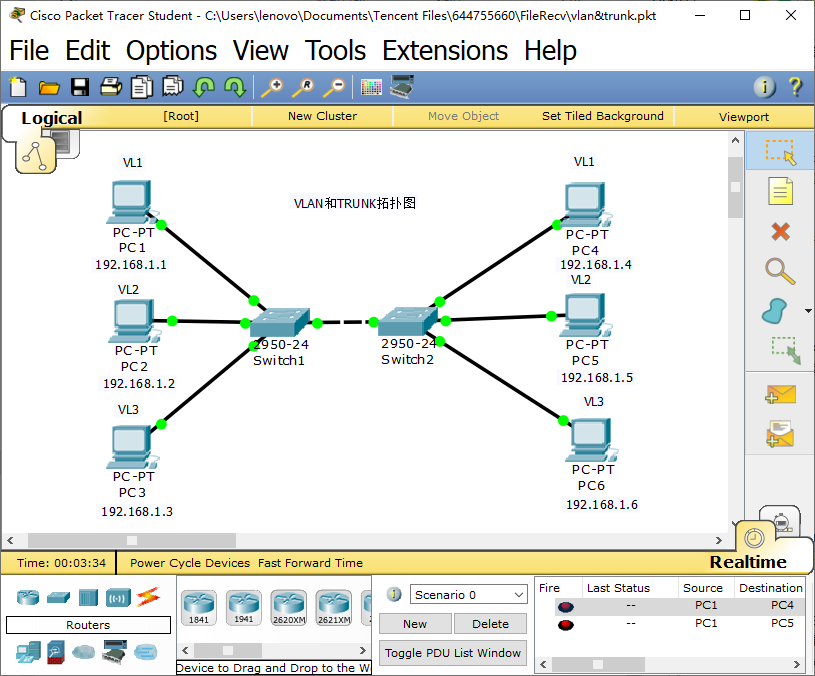 Cisco Packet Tracer Student - C:\Users\lenovo\Documents\Tencent Files\644755660\FileRecv\vlan&trunk.pkt
File Edit Options View Tools Extensions Help
Logical
[Root]
New Cluster
Move Object
Set Tiled Background
Viewport
VLAN和TRUNK拓扑图
VL1
PC-PT
PC1
192.168.1.1
VL2
PC-PT
PC2
192.168.1.2
VL3
PC-PT
PC3
192.168.1.3
2950-24
Switch1
2950-24
Switch2
VL1
PC-PT
PC4
192.168.1.4
VL2
PC-PT
PC5
192.168.1.5
VL3
PC-PT
PC6
192.168.1.6
Time: 00:03:34
Power Cycle Devices Fast Forward Time
Realtime
Routers
1841
1941
2620XM
2621XM
Device to Drag and Drop to the W
Scenario 0
New
Delete
Toggle PDU List Window
Fire Last Status Source Destination
-- PC1 PC4
-- PC1 PC5